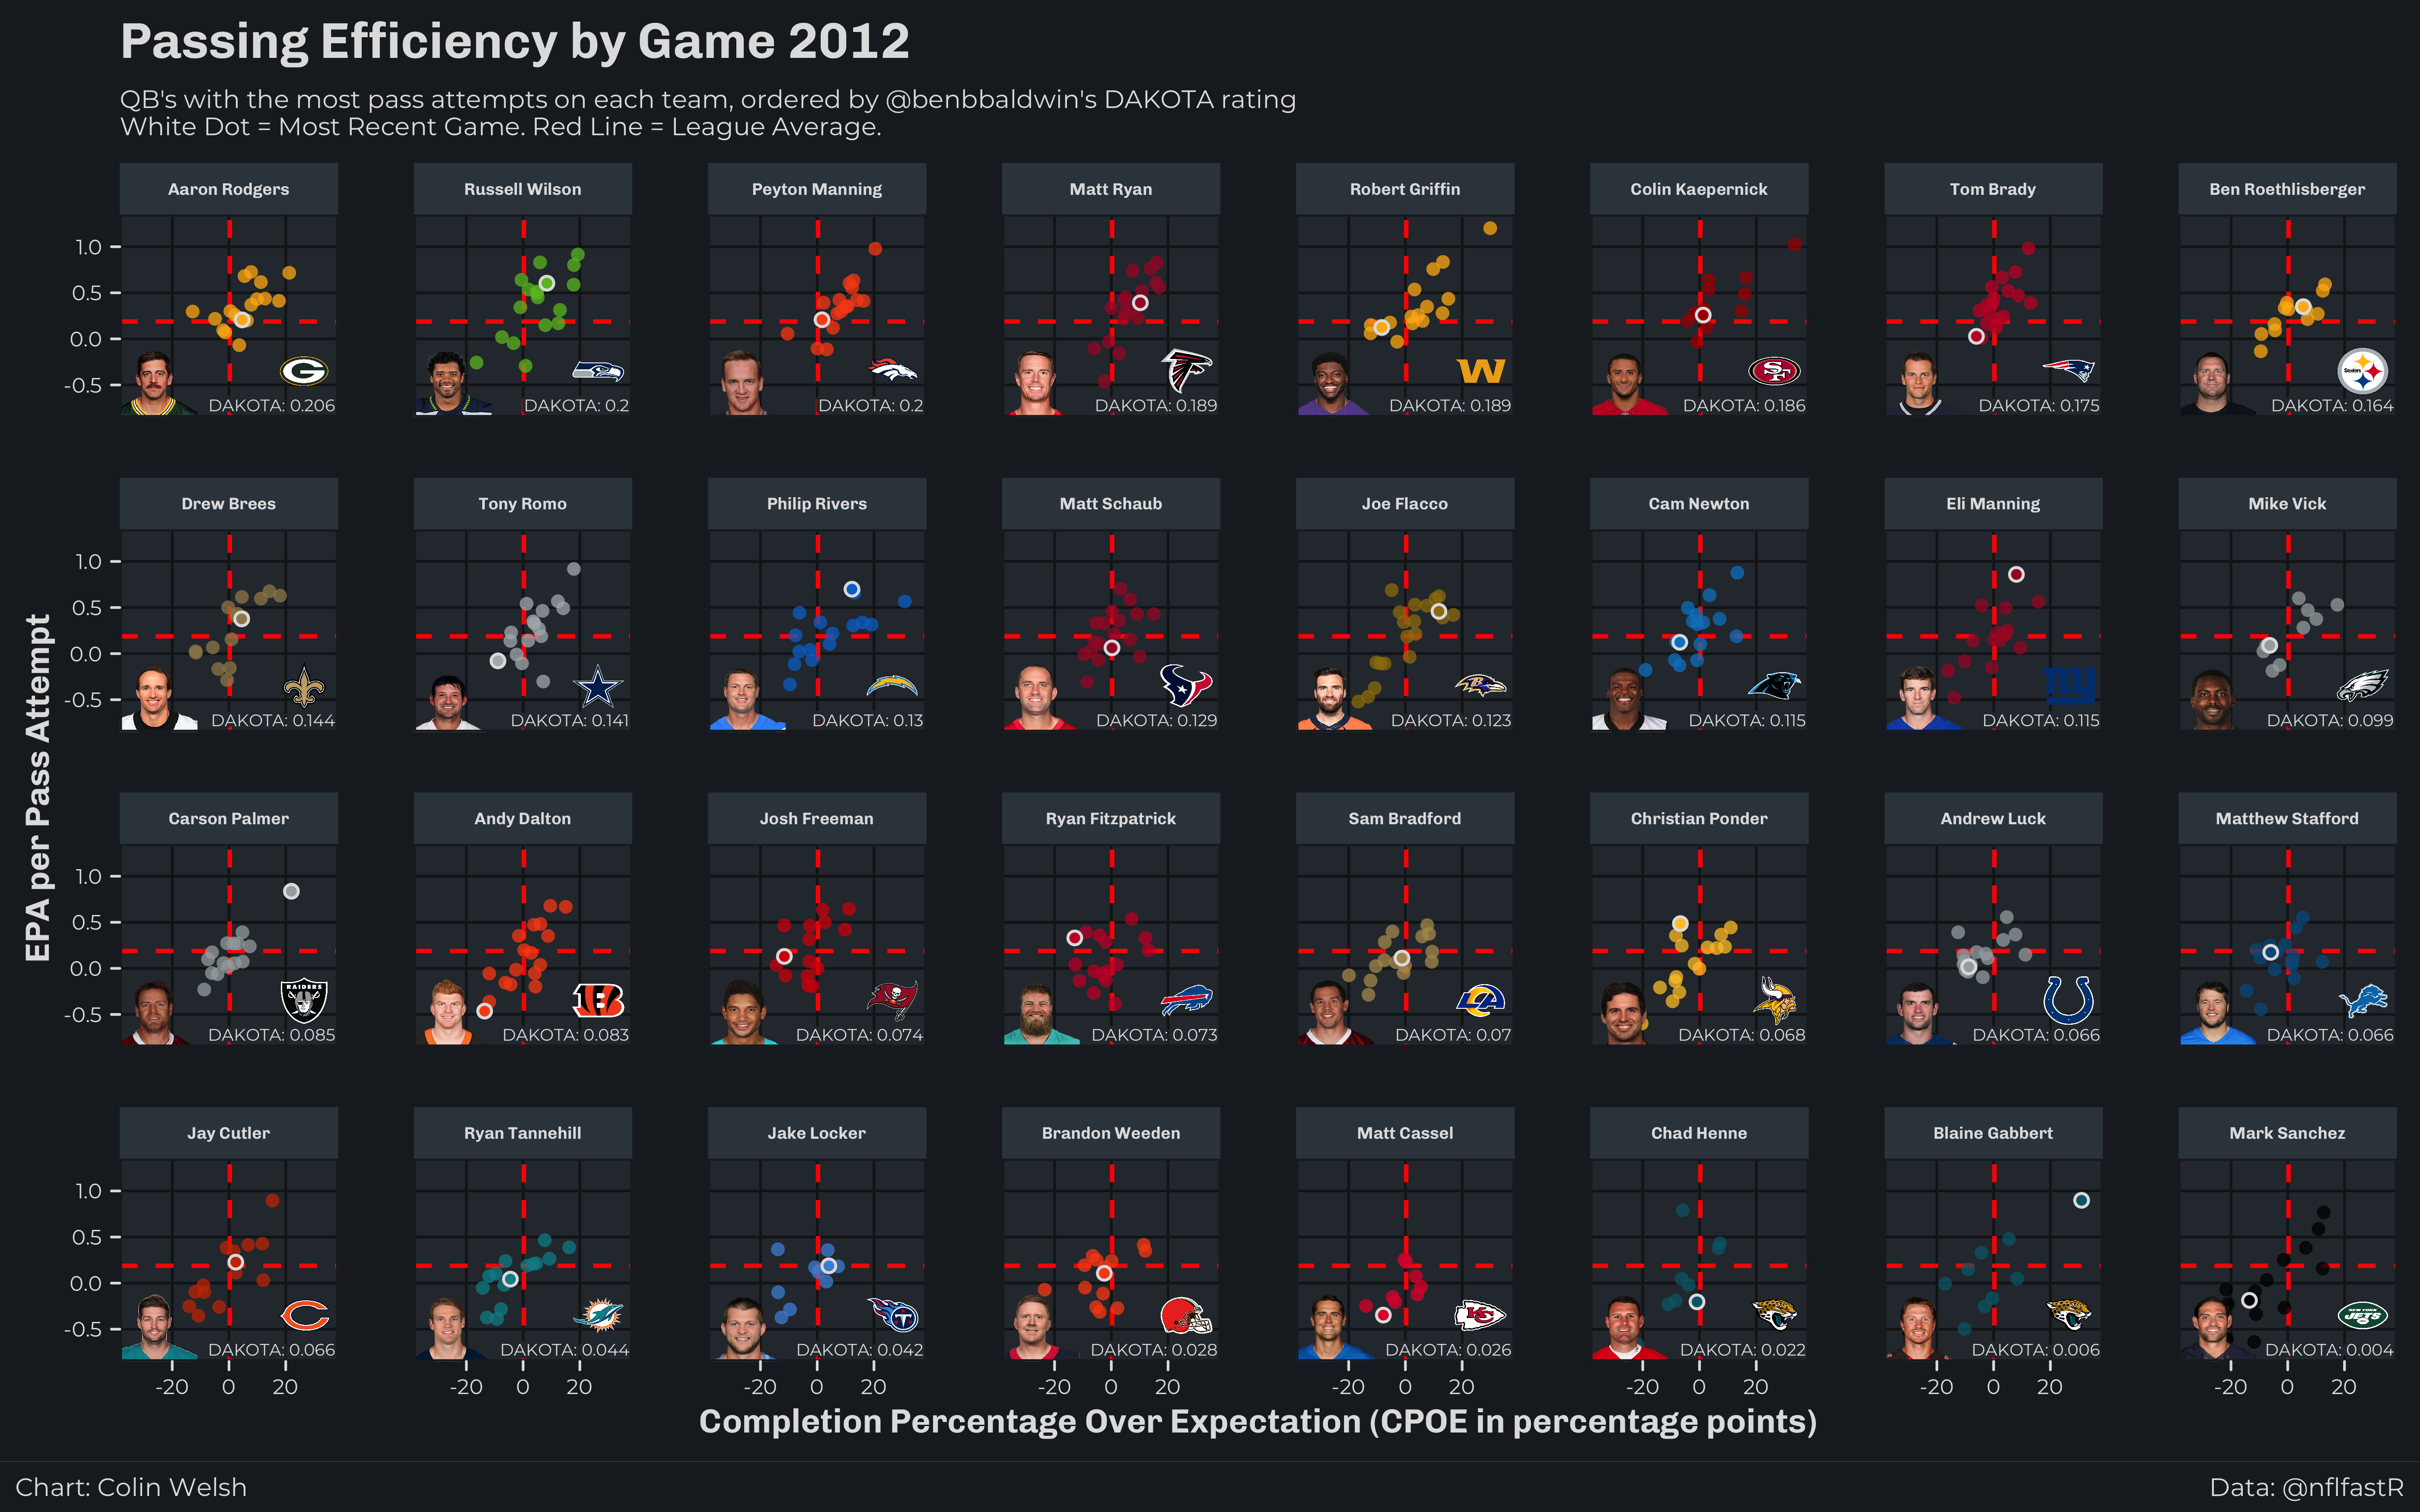 Passing Efficiency by Game 2012
QB's with the most pass attempts on each team, ordered by @benbbaldwin's DAKOTA rating
White Dot = Most Recent Game. Red Line = League Average.
Aaron Rodgers Russell Wilson Peyton Manning Matt Ryan Robert Griffin Colin Kaepernick Tom Brady Ben Roethlisberger
1.0
0.5
0.0
-0.5
DAKOTA: 0.206 DAKOTA: 0.2 DAKOTA: 0.2 DAKOTA: 0.189 DAKOTA: 0.189 DAKOTA: 0.186 DAKOTA: 0.175 DAKOTA: 0.164
Drew Brees Tony Romo Philip Rivers Matt Schaub Joe Flacco Cam Newton Eli Manning Mike Vick
1.0
0.5
0.0
-0.5
DAKOTA: 0.144 DAKOTA: 0.141 DAKOTA: 0.13 DAKOTA: 0.129 DAKOTA: 0.123 DAKOTA: 0.115 DAKOTA: 0.115 DAKOTA: 0.099
EPA per Pass Attempt
Carson Palmer Andy Dalton Josh Freeman Ryan Fitzpatrick Sam Bradford Christian Ponder Andrew Luck Matthew Stafford
1.0
0.5
0.0
-0.5
RAIDERS
DAKOTA: 0.085 DAKOTA: 0.083 DAKOTA: 0.074 DAKOTA: 0.073 DAKOTA: 0.07 DAKOTA: 0.068 DAKOTA: 0.066 DAKOTA: 0.066
Jay Cutler Ryan Tannehill Jake Locker Brandon Weeden Matt Cassel Chad Henne Blaine Gabbert Mark Sanchez
1.0
0.5
0.0
-0.5
NEW YORK
JETS
DAKOTA: 0.066 DAKOTA: 0.044 DAKOTA: 0.042 DAKOTA: 0.028 DAKOTA: 0.026 DAKOTA: 0.022 DAKOTA: 0.006 DAKOTA: 0.004
-20 0 20 -20 0 20 -20 0 20 -20 0 20 -20 0 20 -20 0 20 -20 0 20 -20 0 20
Completion Percentage Over Expectation (CPOE in percentage points)
Chart: Colin Welsh
Data: @nflfastR